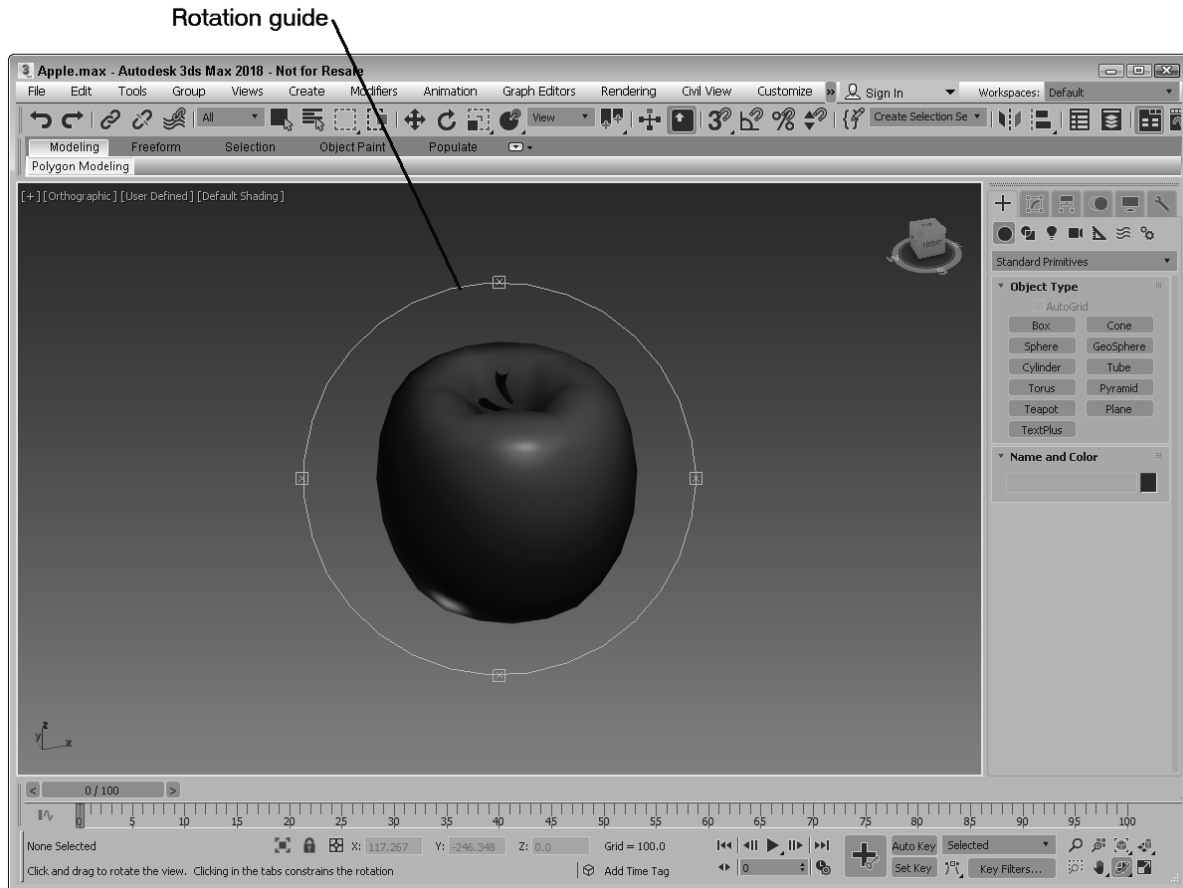 Rotation guide
Apple.max - Autodesk 3ds Max 2018 - Not for Resale
File Edit Tools Group Views Create Modifiers Animation Graph Editors Rendering Civil View Customize » Sign In Workspaces: Default
All View Create Selection Se
Modeling Freeform Selection Object Paint Populate
Polygon Modeling
[+] [Orthographic] [User Defined] [Default Shading]
FRONT
W S
Standard Primitives
Object Type
AutoGrid
Box Cone
Sphere GeoSphere
Cylinder Tube
Torus Pyramid
Teapot Plane
TextPlus
Name and Color
z
y x
< 0 / 100 >
0 5 10 15 20 25 30 35 40 45 50 55 60 65 70 75 80 85 90 95 100
None Selected X: 117.267 Y: -246.348 Z: 0.0 Grid = 100.0 Auto Key Selected
Click and drag to rotate the view. Clicking in the tabs constrains the rotation Add Time Tag 0 Set Key Key Filters...